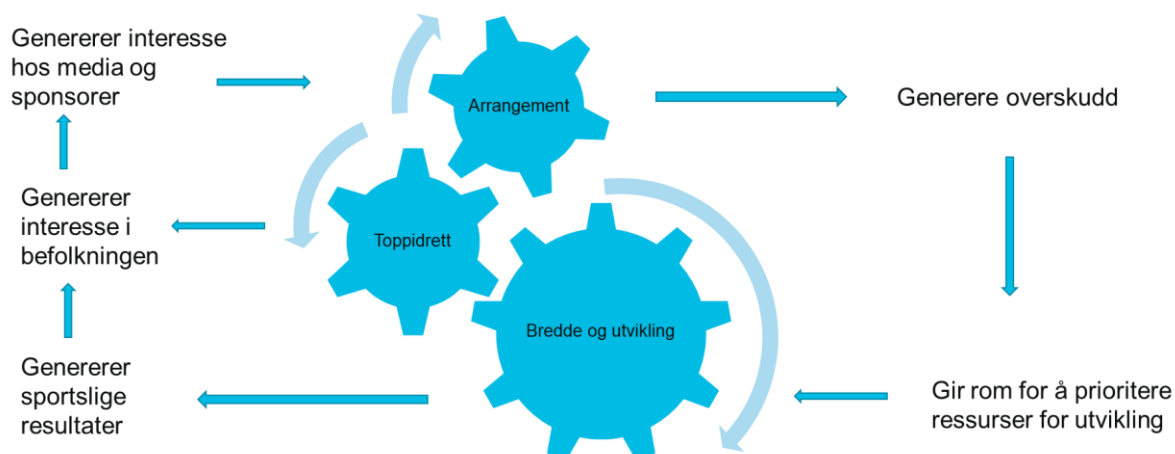 Genererer interesse
hos media og
sponsorer
Arrangement
Generere overskudd
Genererer
interesse i
befolkningen
Toppidrett
Bredde og utvikling
Genererer
sportslige
resultater
Gir rom for å prioritere
ressurser for utvikling